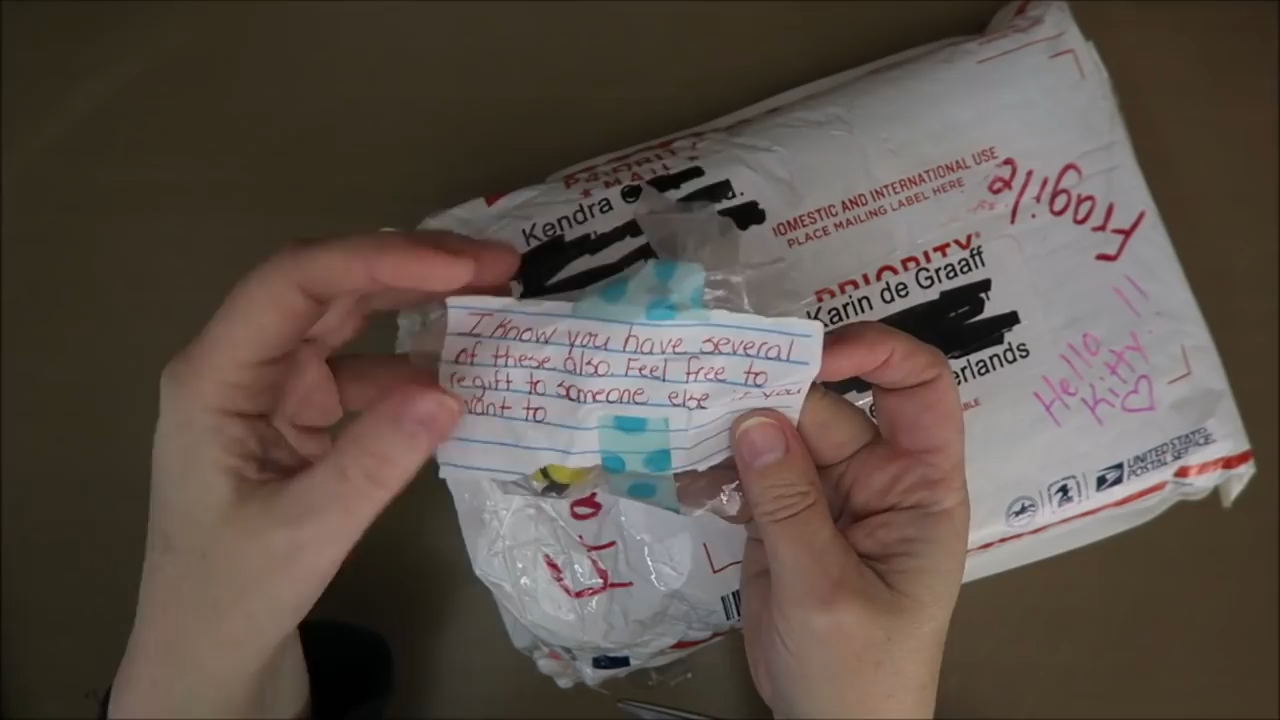 PRIORITY
★ MAIL ★
Kendra
DOMESTIC AND INTERNATIONAL USE
PLACE MAILING LABEL HERE
Fragile
PRIORITY
Karin de Graaff
erlands
Hello
Kitty!!
UNITED STATES
POSTAL SERVICE
I know you have several
of these also. Feel free to
regift to someone else if you
want to
Fra